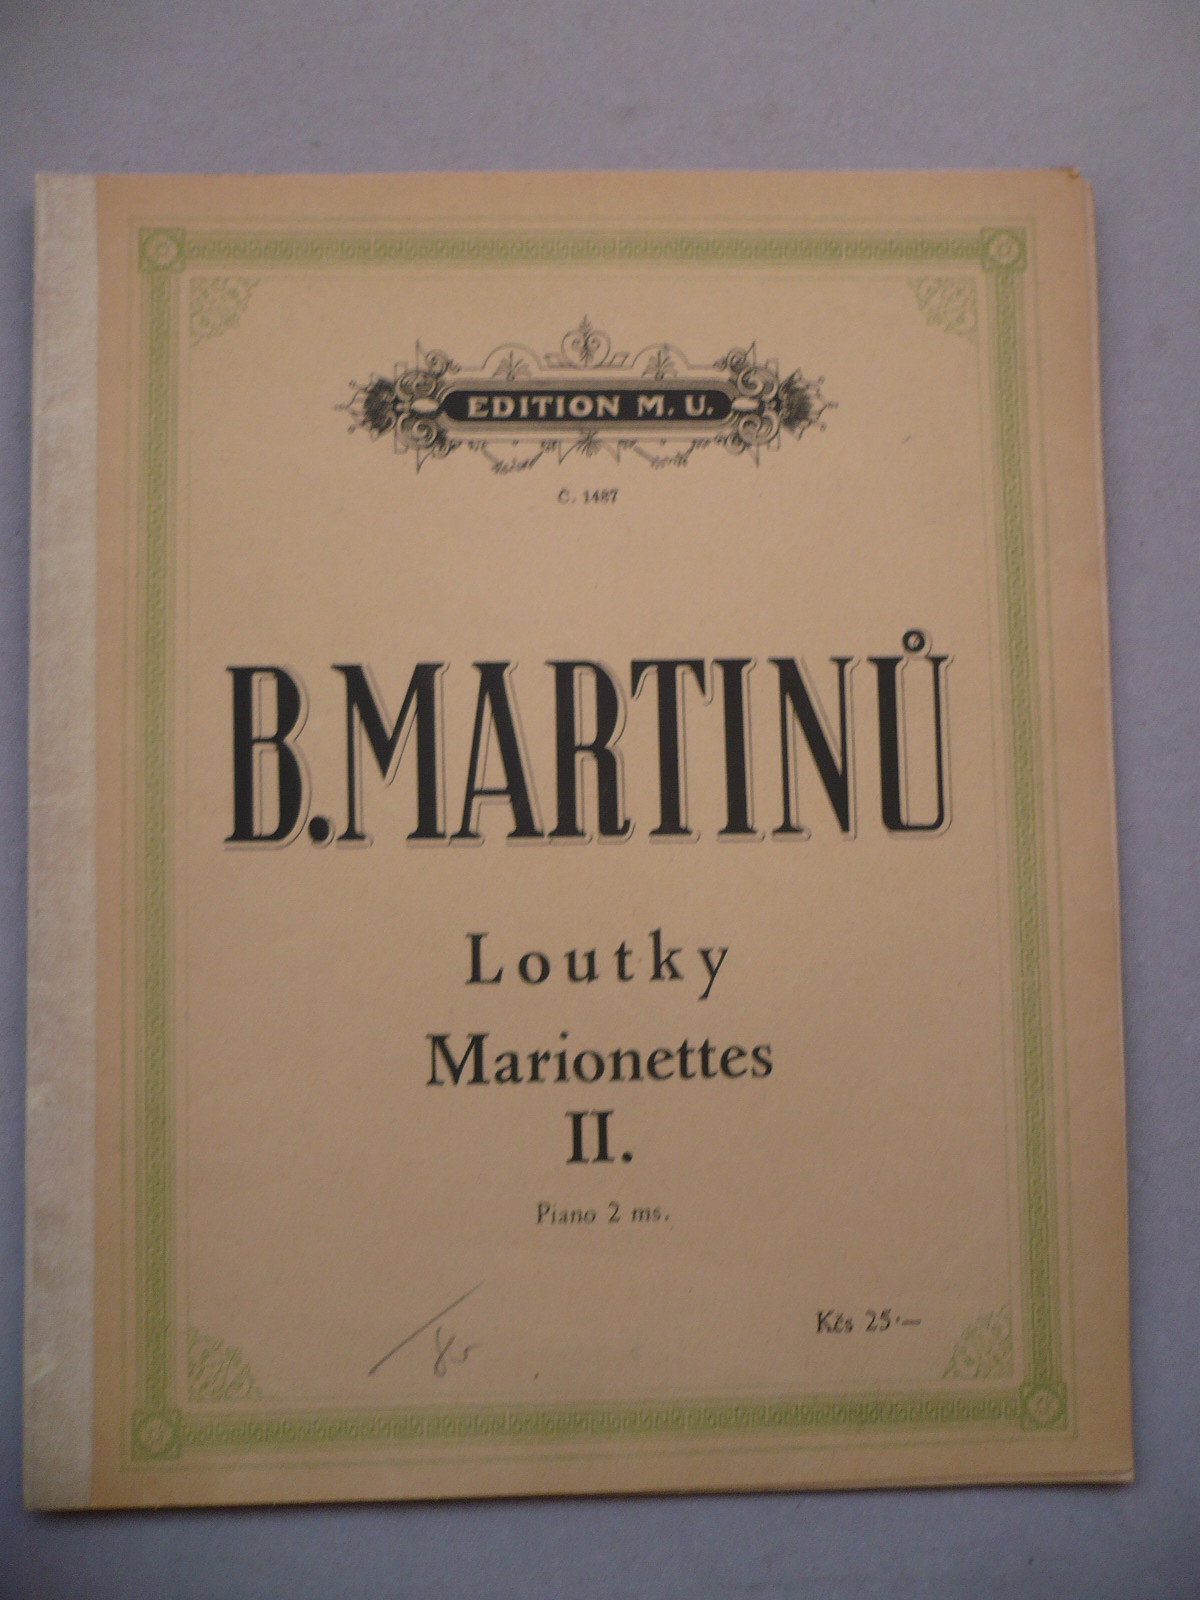 EDITION M. U.
Č. 1487
B. MARTINŮ
Loutky
Marionettes
II.
Piano 2 ms.
Kčs 25·—